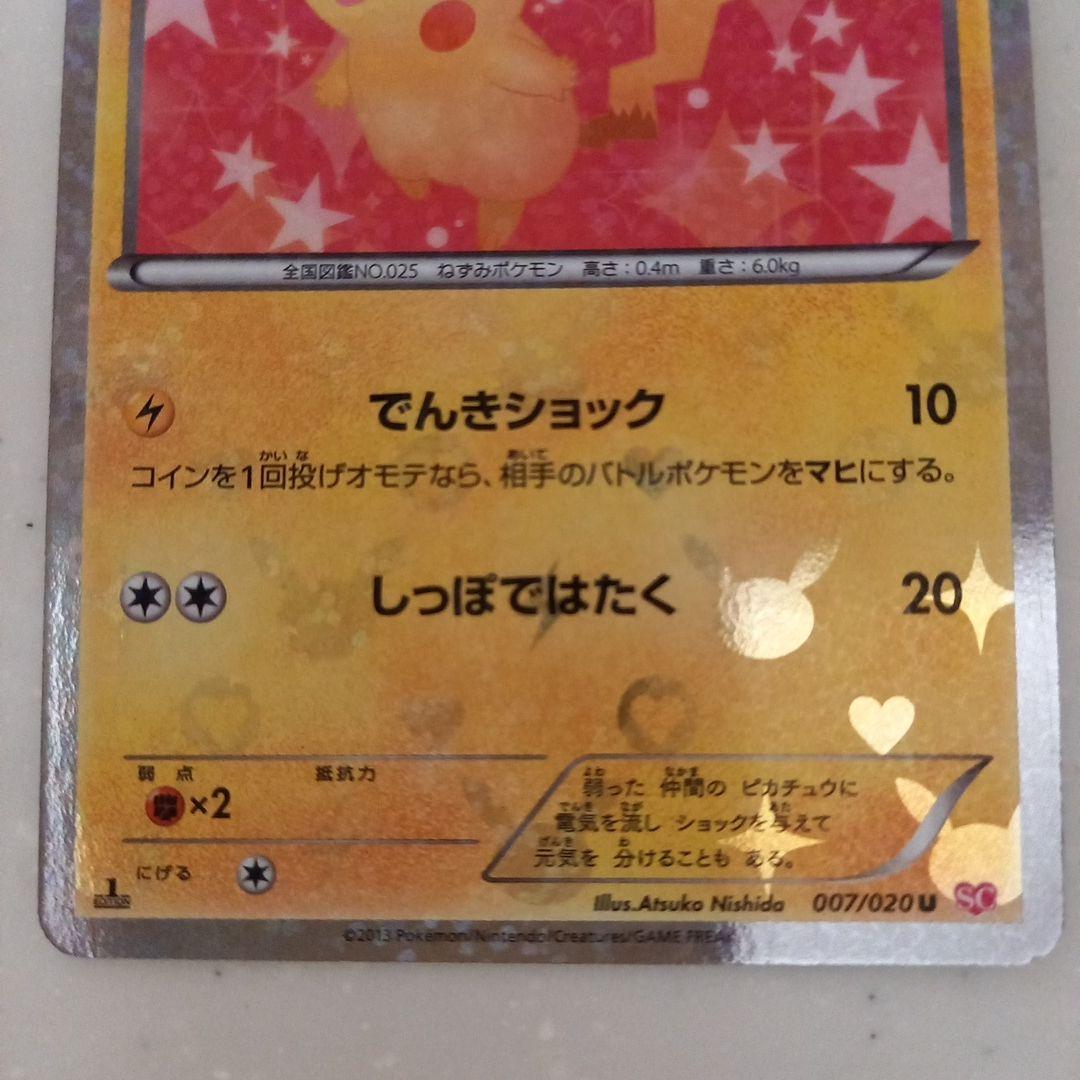 全国図鑑NO.025 ねずみポケモン 高さ：0.4m 重さ：6.0kg
でんきショック 10
コインを1回投げオモテなら、相手のバトルポケモンをマヒにする。
しっぽではたく 20
弱点 抵抗力
×2
にげる
弱った 仲間の ピカチュウに
電気を流し ショックを与えて
元気を 分けることも ある。
1 EDITION
Illus.Atsuko Nishida 007/020 U SC
©2013 Pokémon/Nintendo/Creatures/GAME FREAK